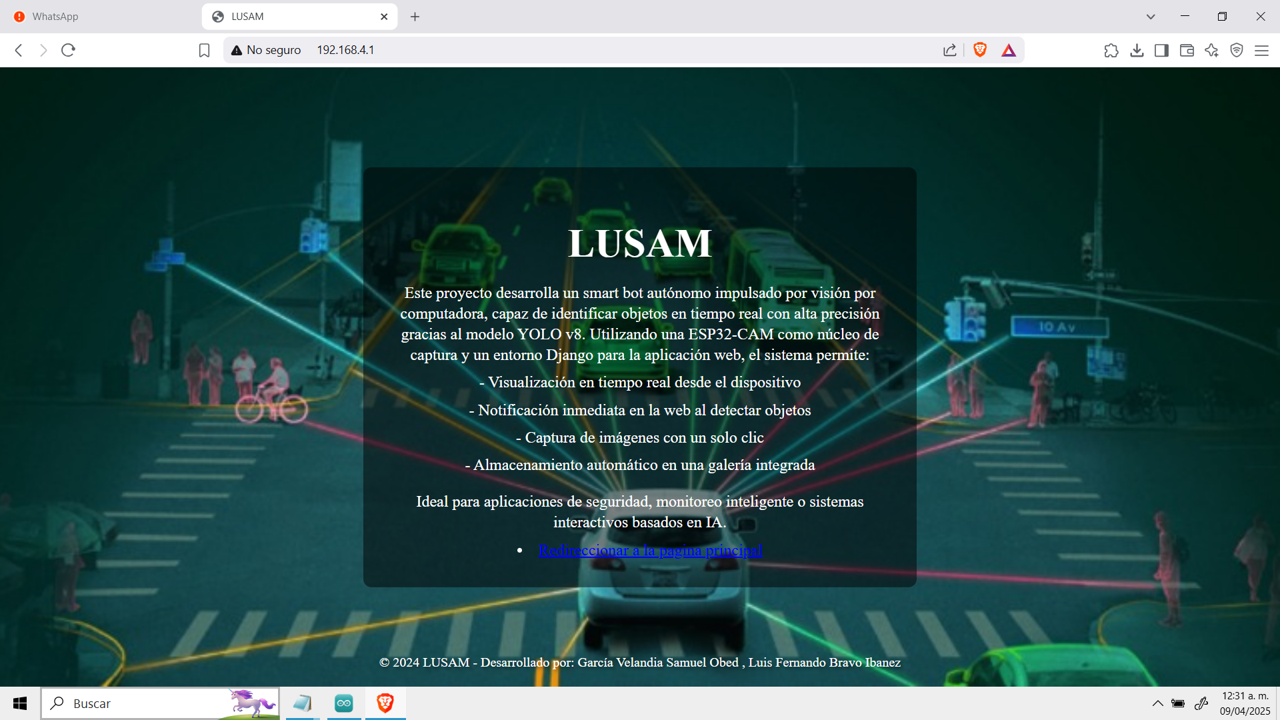 WhatsApp
LUSAM
No seguro
192.168.4.1
LUSAM
Este proyecto desarrolla un smart bot autónomo impulsado por visión por
computadora, capaz de identificar objetos en tiempo real con alta precisión
gracias al modelo YOLO v8. Utilizando una ESP32-CAM como núcleo de
captura y un entorno Django para la aplicación web, el sistema permite:
- Visualización en tiempo real desde el dispositivo
- Notificación inmediata en la web al detectar objetos
- Captura de imágenes con un solo clic
- Almacenamiento automático en una galería integrada
Ideal para aplicaciones de seguridad, monitoreo inteligente o sistemas
interactivos basados en IA.
• Redireccionar a la pagina principal
10 Av
© 2024 LUSAM - Desarrollado por: García Velandia Samuel Obed , Luis Fernando Bravo Ibanez
Buscar
12:31 a. m.
09/04/2025